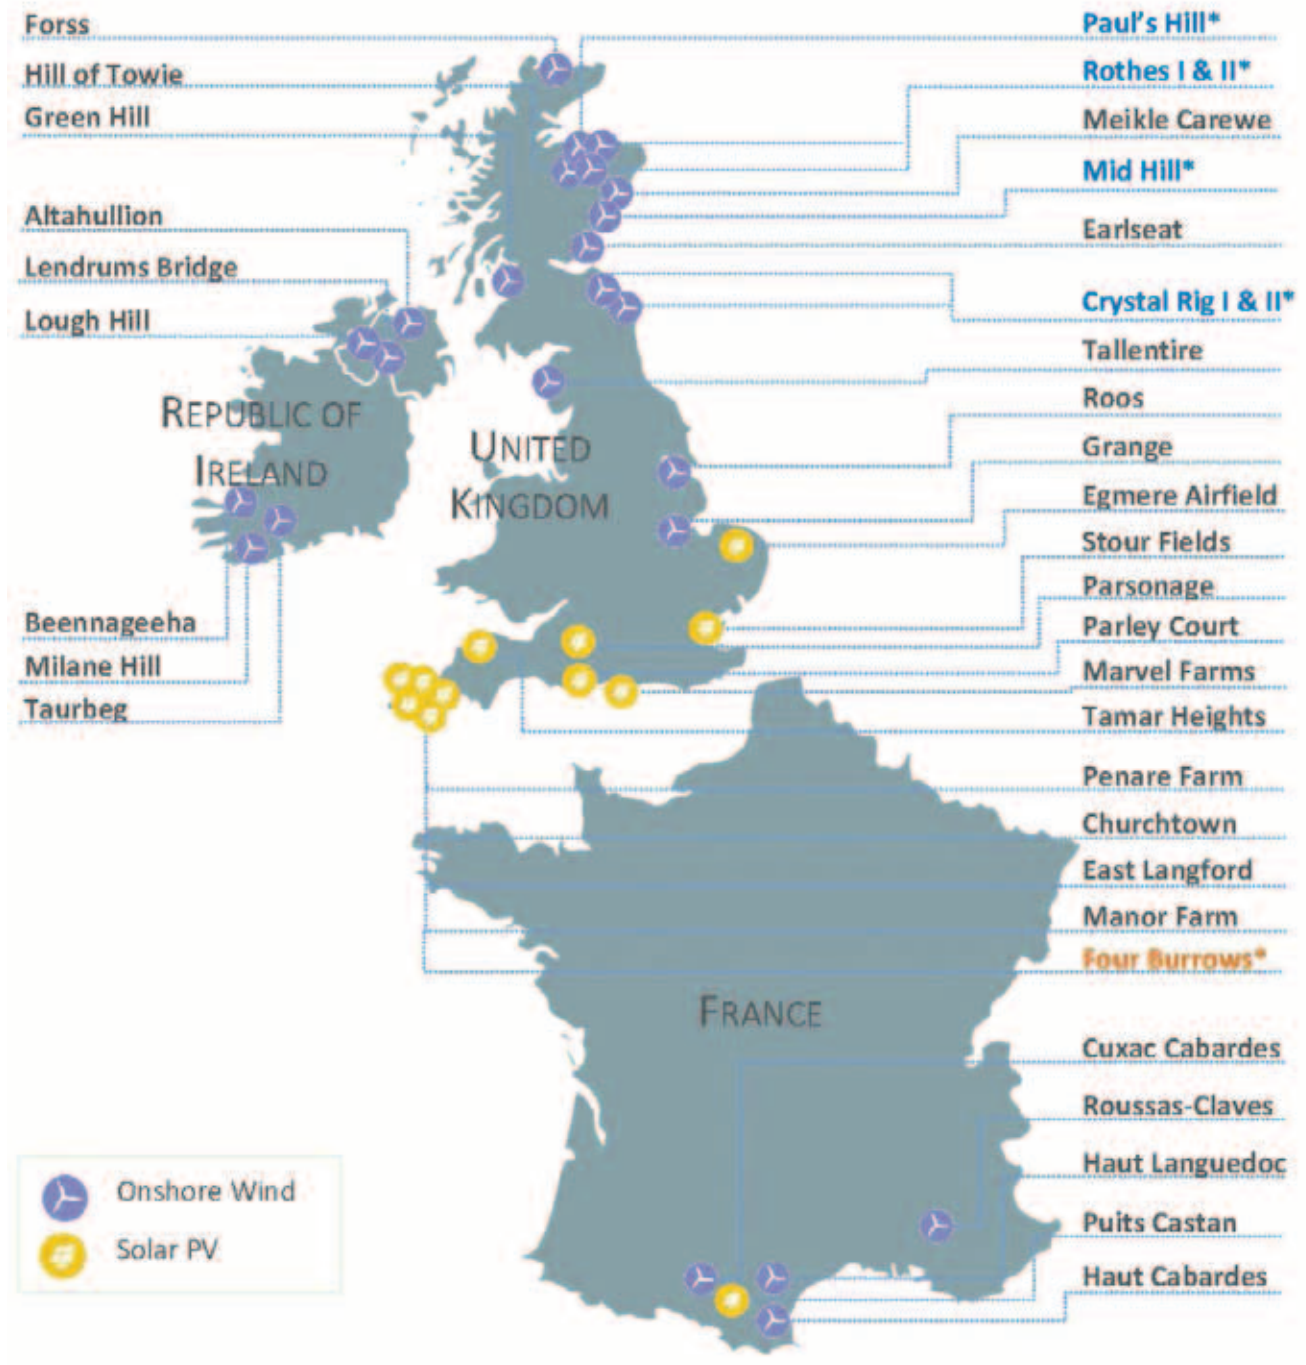 Forss
Hill of Towie
Green Hill
Altahullion
Lendrums Bridge
Lough Hill
REPUBLIC OF
IRELAND
UNITED
KINGDOM
Beennageeha
Milane Hill
Taurbeg
Paul's Hill*
Rothes I & II*
Meikle Carewe
Mid Hill*
Earlseat
Crystal Rig I & II*
Tallentire
Roos
Grange
Egmere Airfield
Stour Fields
Parsonage
Parley Court
Marvel Farms
Tamar Heights
Penare Farm
Churchtown
East Langford
Manor Farm
Four Burrows*
FRANCE
Cuxac Cabardes
Roussas-Claves
Haut Languedoc
Puits Castan
Haut Cabardes
Onshore Wind
Solar PV